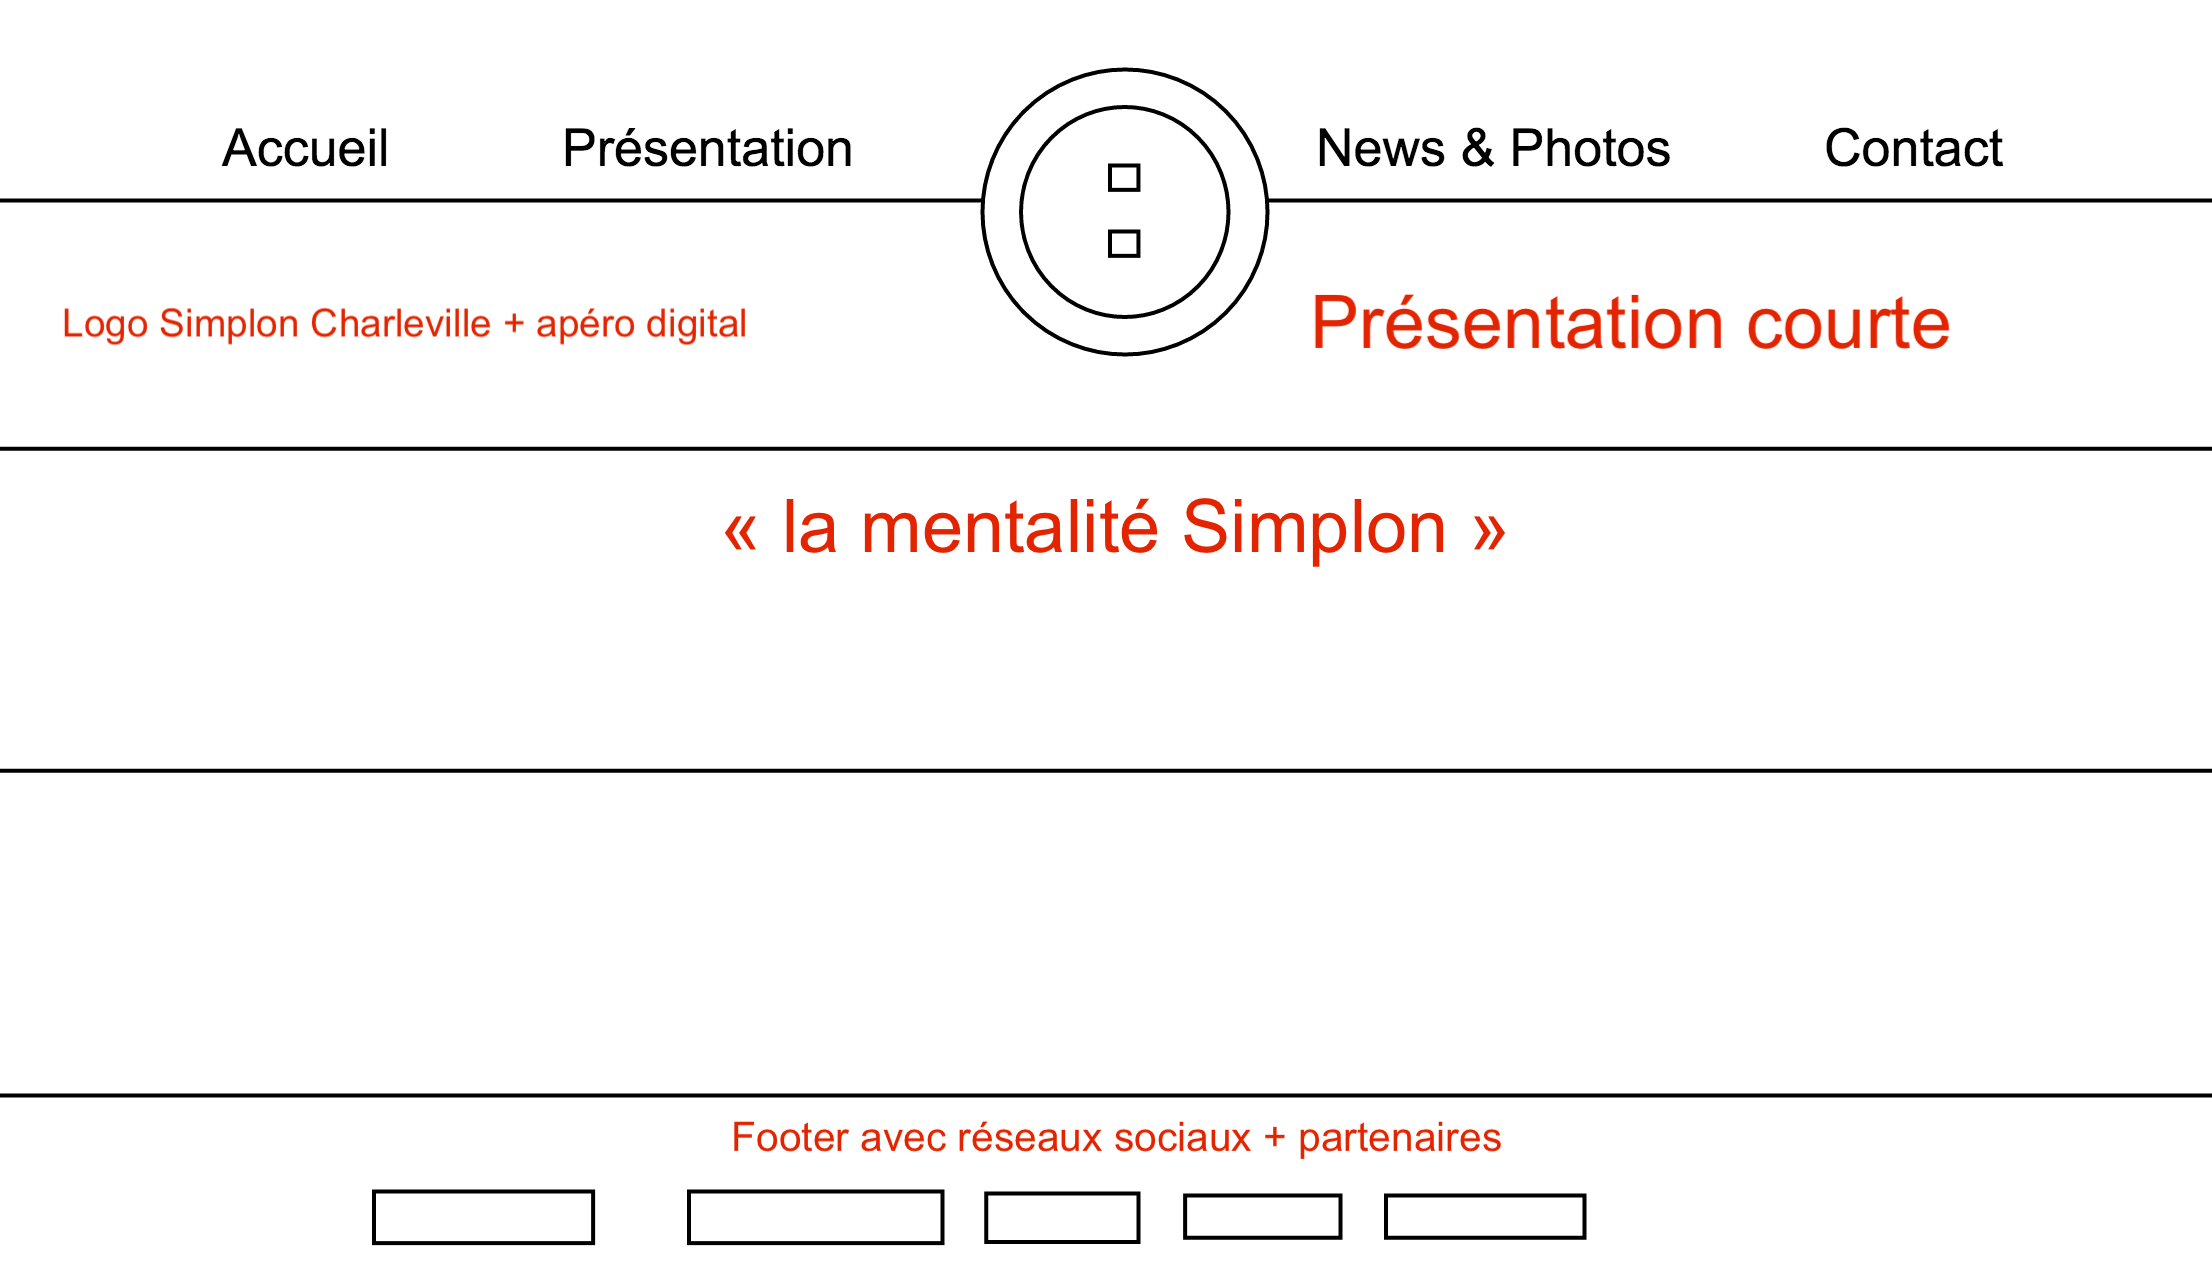 Accueil
Présentation
News & Photos
Contact
Logo Simplon Charleville + apéro digital
Présentation courte
« la mentalité Simplon »
Footer avec réseaux sociaux + partenaires